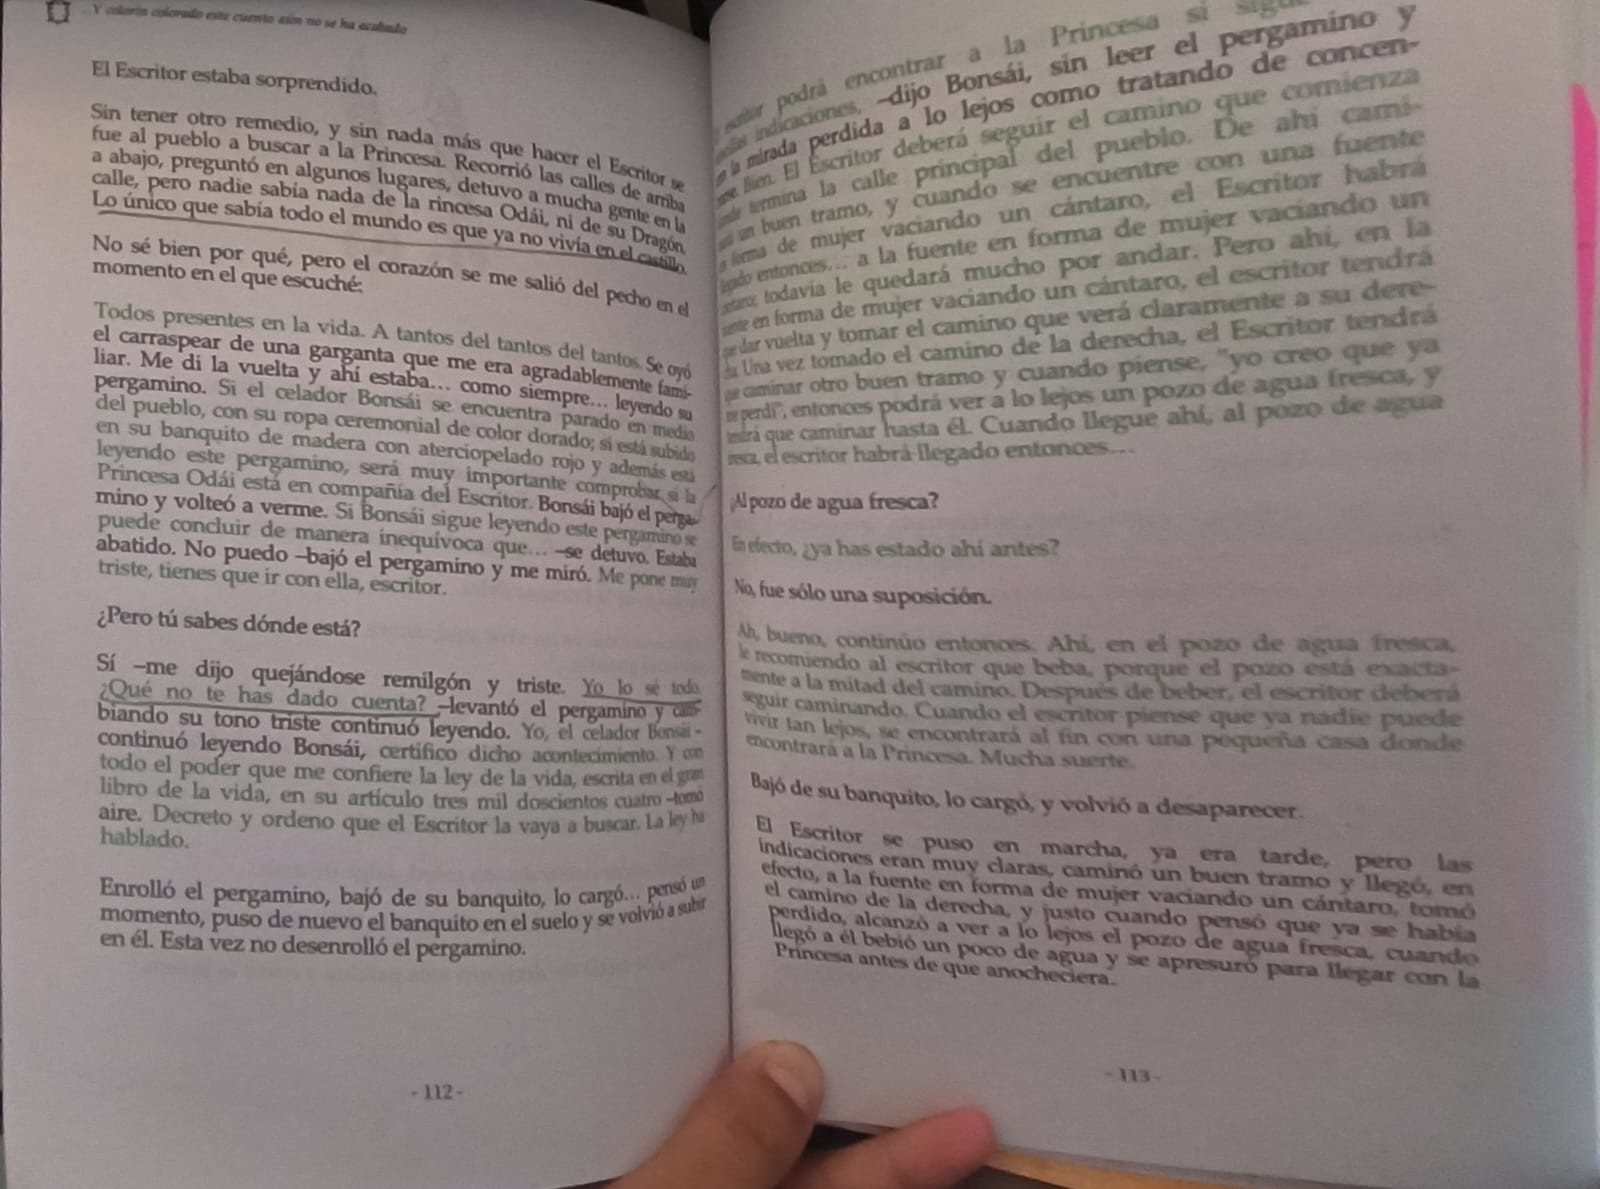 Y colorín colorado este cuento aún no se ha acabado
El Escritor estaba sorprendido.
Sin tener otro remedio, y sin nada más que hacer el Escritor se
fue al pueblo a buscar a la Princesa. Recorrió las calles de arriba
a abajo, preguntó en algunos lugares, detuvo a mucha gente en la
calle, pero nadie sabía nada de la rincesa Odái, ni de su Dragón.
Lo único que sabía todo el mundo es que ya no vivía en el castillo.
No sé bien por qué, pero el corazón se me salió del pecho en el
momento en el que escuché:
Todos presentes en la vida. A tantos del tantos del tantos. Se oyó
el carraspear de una garganta que me era agradablemente fami-
liar. Me di la vuelta y ahí estaba... como siempre... leyendo su
pergamino. Si el celador Bonsái se encuentra parado en medio
del pueblo, con su ropa ceremonial de color dorado; si está subido
en su banquito de madera con aterciopelado rojo y además está
leyendo este pergamino, será muy importante comprobar si la
Princesa Odái está en compañía del Escritor. Bonsái bajó el perga-
mino y volteó a verme. Si Bonsái sigue leyendo este pergamino se
puede concluir de manera inequívoca que... –se detuvo. Estaba
abatido. No puedo –bajó el pergamino y me miró. Me pone muy
triste, tienes que ir con ella, escritor.
¿Pero tú sabes dónde está?
Sí –me dijo quejándose remilgón y triste. Yo lo sé todo.
¿Qué no te has dado cuenta? –levantó el pergamino y cam-
biando su tono triste continuó leyendo. Yo, el celador Bonsái -
continuó leyendo Bonsái, certifico dicho acontecimiento. Y con
todo el poder que me confiere la ley de la vida, escrita en el gran
libro de la vida, en su artículo tres mil doscientos cuatro –tomó
aire. Decreto y ordeno que el Escritor la vaya a buscar. La ley ha
hablado.
Enrolló el pergamino, bajó de su banquito, lo cargó... pensó un
momento, puso de nuevo el banquito en el suelo y se volvió a subir
en él. Esta vez no desenrolló el pergamino.
- 112 -
podrá encontrar a la Princesa si
indicaciones, –dijo Bonsái, sin leer el pergamino y
la mirada perdida a lo lejos como tratando de concen-
Bien. El Escritor deberá seguir el camino que comienza
termina la calle principal del pueblo. De ahí cami-
un buen tramo, y cuando se encuentre con una fuente
forma de mujer vaciando un cántaro, el Escritor habrá
entonces... a la fuente en forma de mujer vaciando un
todavía le quedará mucho por andar. Pero ahí, en la
en forma de mujer vaciando un cántaro, el escritor tendrá
dar vuelta y tomar el camino que verá claramente a su dere-
Una vez tomado el camino de la derecha, el Escritor tendrá
caminar otro buen tramo y cuando piense, "yo creo que ya
perdí", entonces podrá ver a lo lejos un pozo de agua fresca, y
que caminar hasta él. Cuando llegue ahí, al pozo de agua
el escritor habrá llegado entonces...
¿Al pozo de agua fresca?
En efecto, ¿ya has estado ahí antes?
No, fue sólo una suposición.
Ah, bueno, continúo entonces. Ahí, en el pozo de agua fresca,
le recomiendo al escritor que beba, porque el pozo está exacta-
mente a la mitad del camino. Después de beber, el escritor deberá
seguir caminando. Cuando el escritor piense que ya nadie puede
vivir tan lejos, se encontrará al fin con una pequeña casa donde
encontrará a la Princesa. Mucha suerte.
Bajó de su banquito, lo cargó, y volvió a desaparecer.
El Escritor se puso en marcha, ya era tarde, pero las
indicaciones eran muy claras, caminó un buen tramo y llegó, en
efecto, a la fuente en forma de mujer vaciando un cántaro, tomó
el camino de la derecha, y justo cuando pensó que ya se había
perdido, alcanzó a ver a lo lejos el pozo de agua fresca, cuando
llegó a él bebió un poco de agua y se apresuró para llegar con la
Princesa antes de que anocheciera.
- 113 -